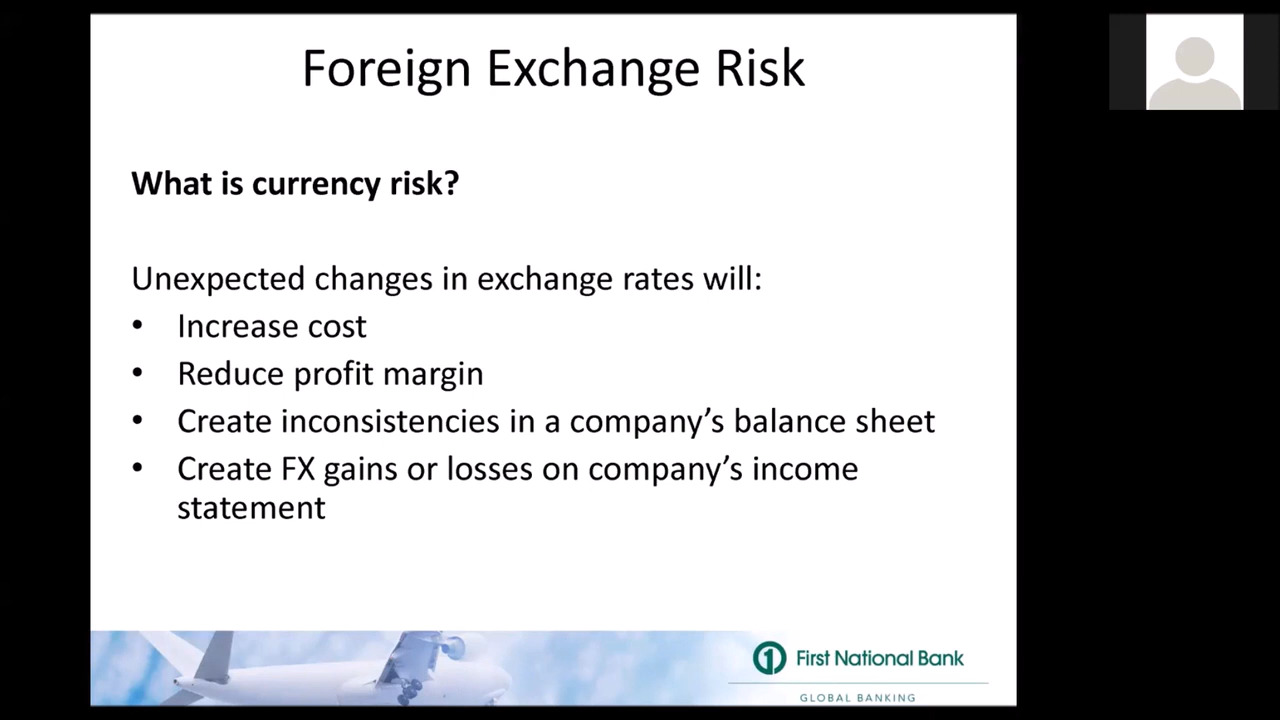 Foreign Exchange Risk
What is currency risk?
Unexpected changes in exchange rates will:
• Increase cost
• Reduce profit margin
• Create inconsistencies in a company’s balance sheet
• Create FX gains or losses on company’s income
statement
1 First National Bank
GLOBAL BANKING